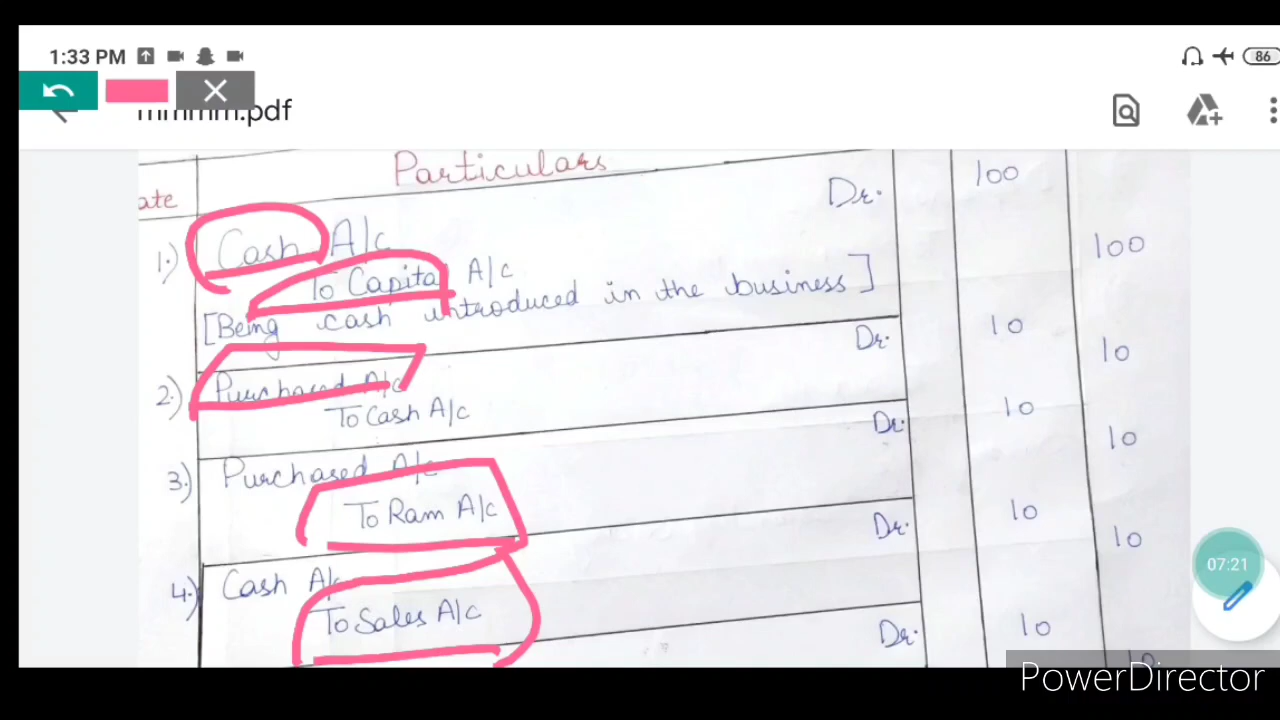 1:33 PM
86
mmmm.pdf
ate
Particulars
1.) Cash A/c Dr. 100
To Capital A/c 100
[Being cash introduced in the business]
2.) Purchased A/c Dr. 10
To Cash A/c 10
3.) Purchased A/c Dr. 10
To Ram A/c 10
4.) Cash A/c Dr. 10
To Sales A/c 10
Dr. 10
10
07:21
PowerDirector